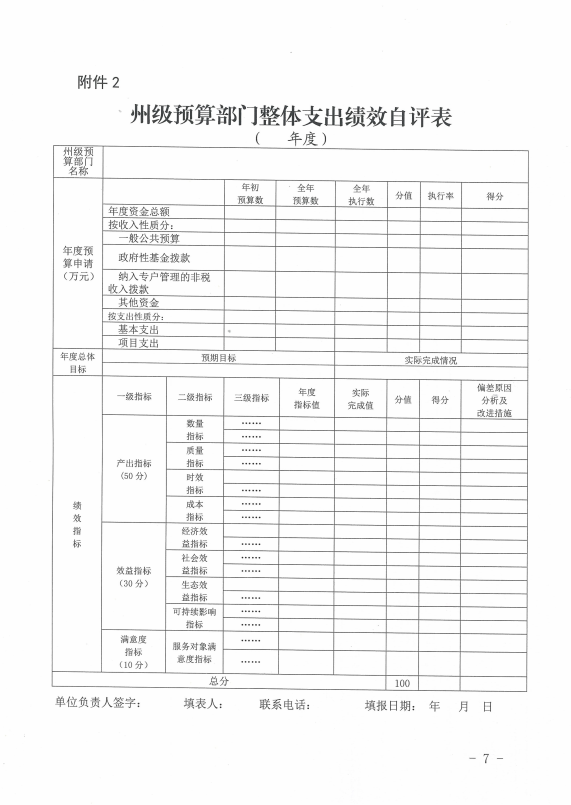 附件 2
州级预算部门整体支出绩效自评表
（ 年度）
州级预
算部门
名称
年初
预算数
全年
预算数
全年
执行数
分值
执行率
得分
年度预
算申请
（万元）
年度资金总额
按收入性质分：
一般公共预算
政府性基金拨款
纳入专户管理的非税
收入拨款
其他资金
按支出性质分：
基本支出
项目支出
年度总体
目标
预期目标
实际完成情况
绩
效
指
标
一级指标
二级指标
三级指标
年度
指标值
实际
完成值
分值
得分
偏差原因
分析及
改进措施
产出指标
（50 分）
数量
指标
……
……
质量
指标
……
……
时效
指标
……
成本
指标
……
……
效益指标
（30 分）
经济效
益指标
……
社会效
益指标
……
……
生态效
益指标
……
可持续影响
指标
……
……
满意度
指标
（10 分）
服务对象满
意度指标
……
……
总分
100
单位负责人签字： 填表人： 联系电话： 填报日期： 年 月 日
- 7 -